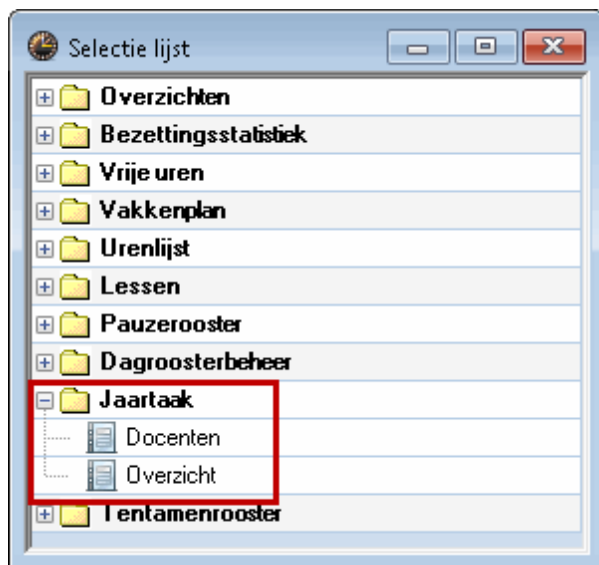 Selectie lijst
Overzichten
Bezettingsstatistiek
Vrije uren
Vakkenplan
Urenlijst
Lessen
Pauzerooster
Dagroosterbeheer
Jaartaak
Docenten
Overzicht
Tentamenrooster